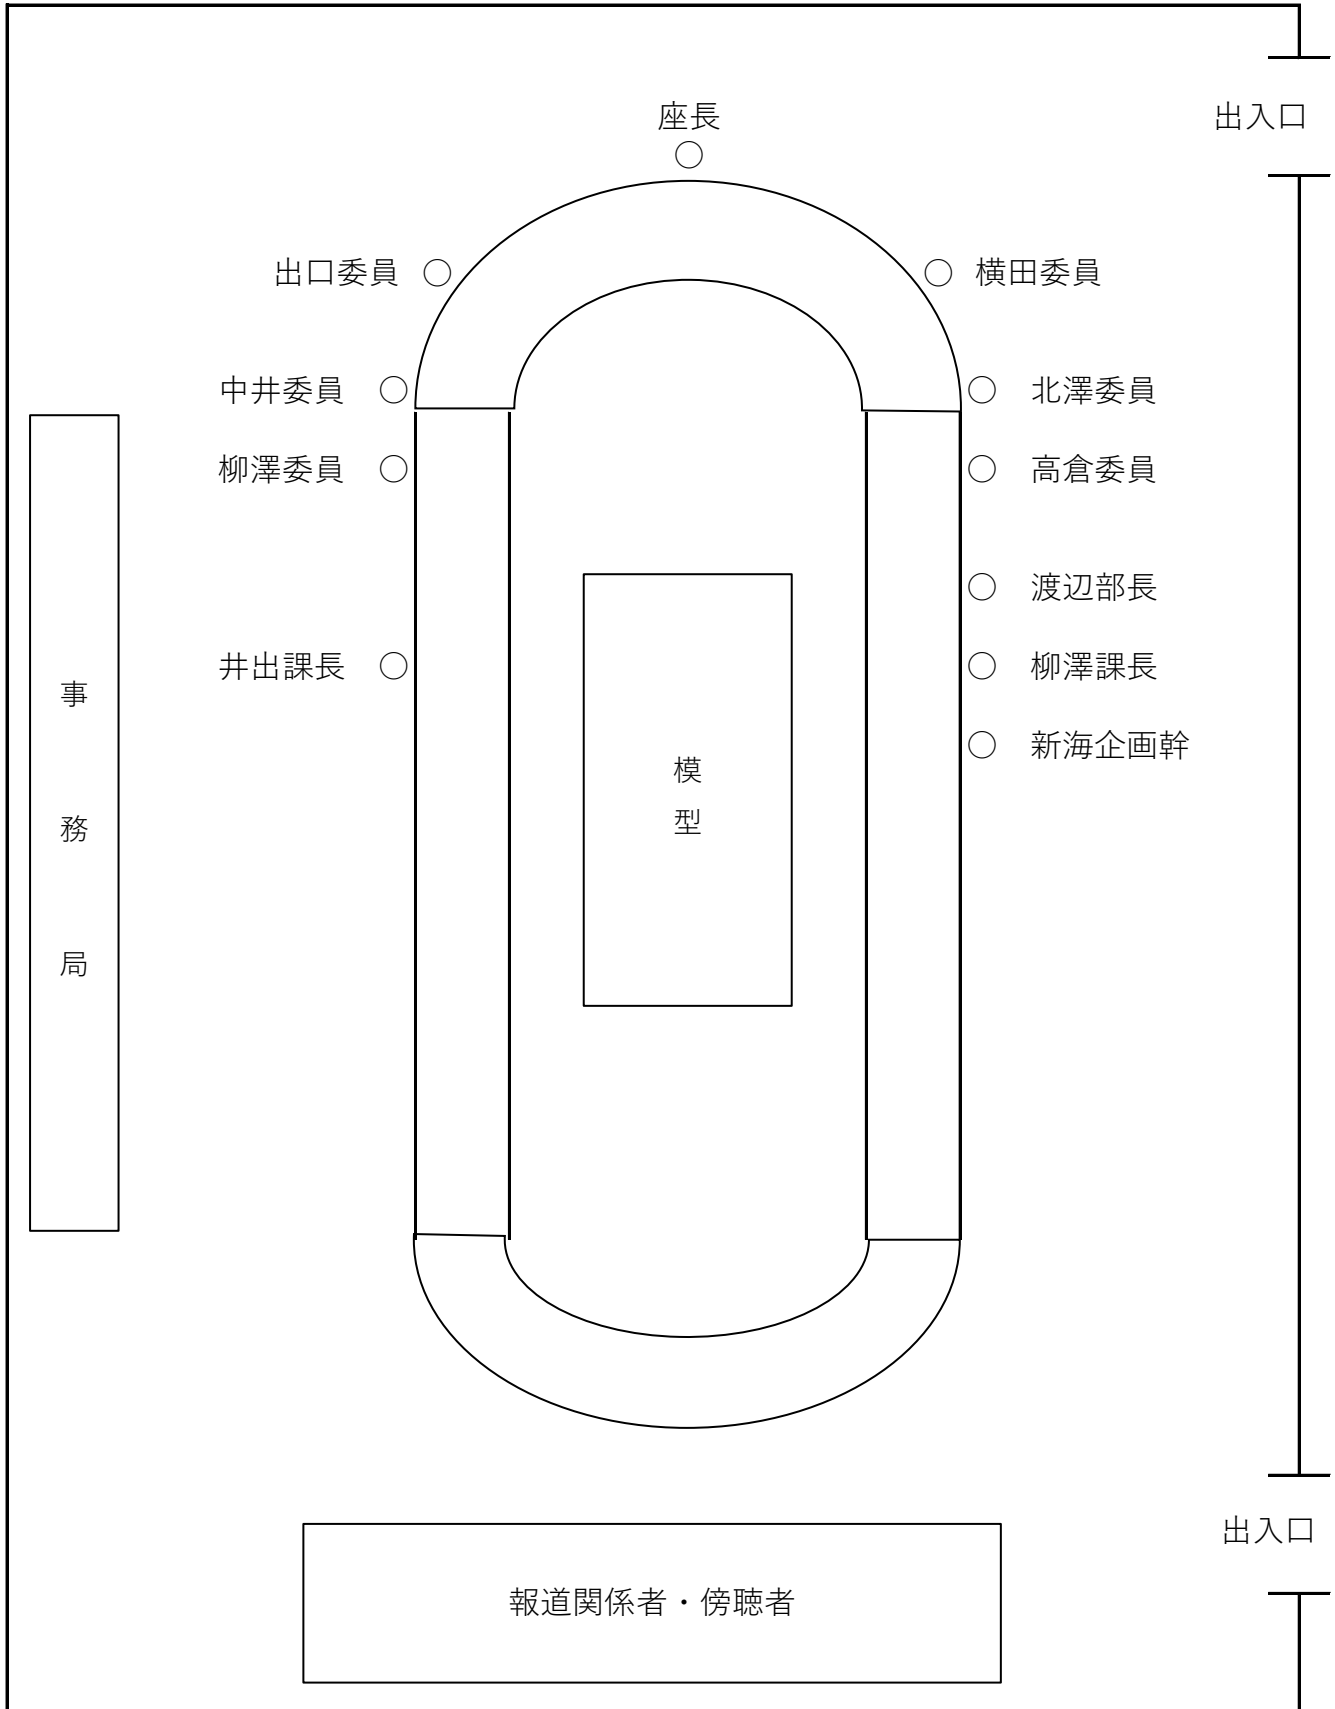 座長
出入口
出口委員
横田委員
中井委員
北澤委員
柳澤委員
高倉委員
渡辺部長
井出課長
柳澤課長
新海企画幹
事務局
模型
出入口
報道関係者・傍聴者